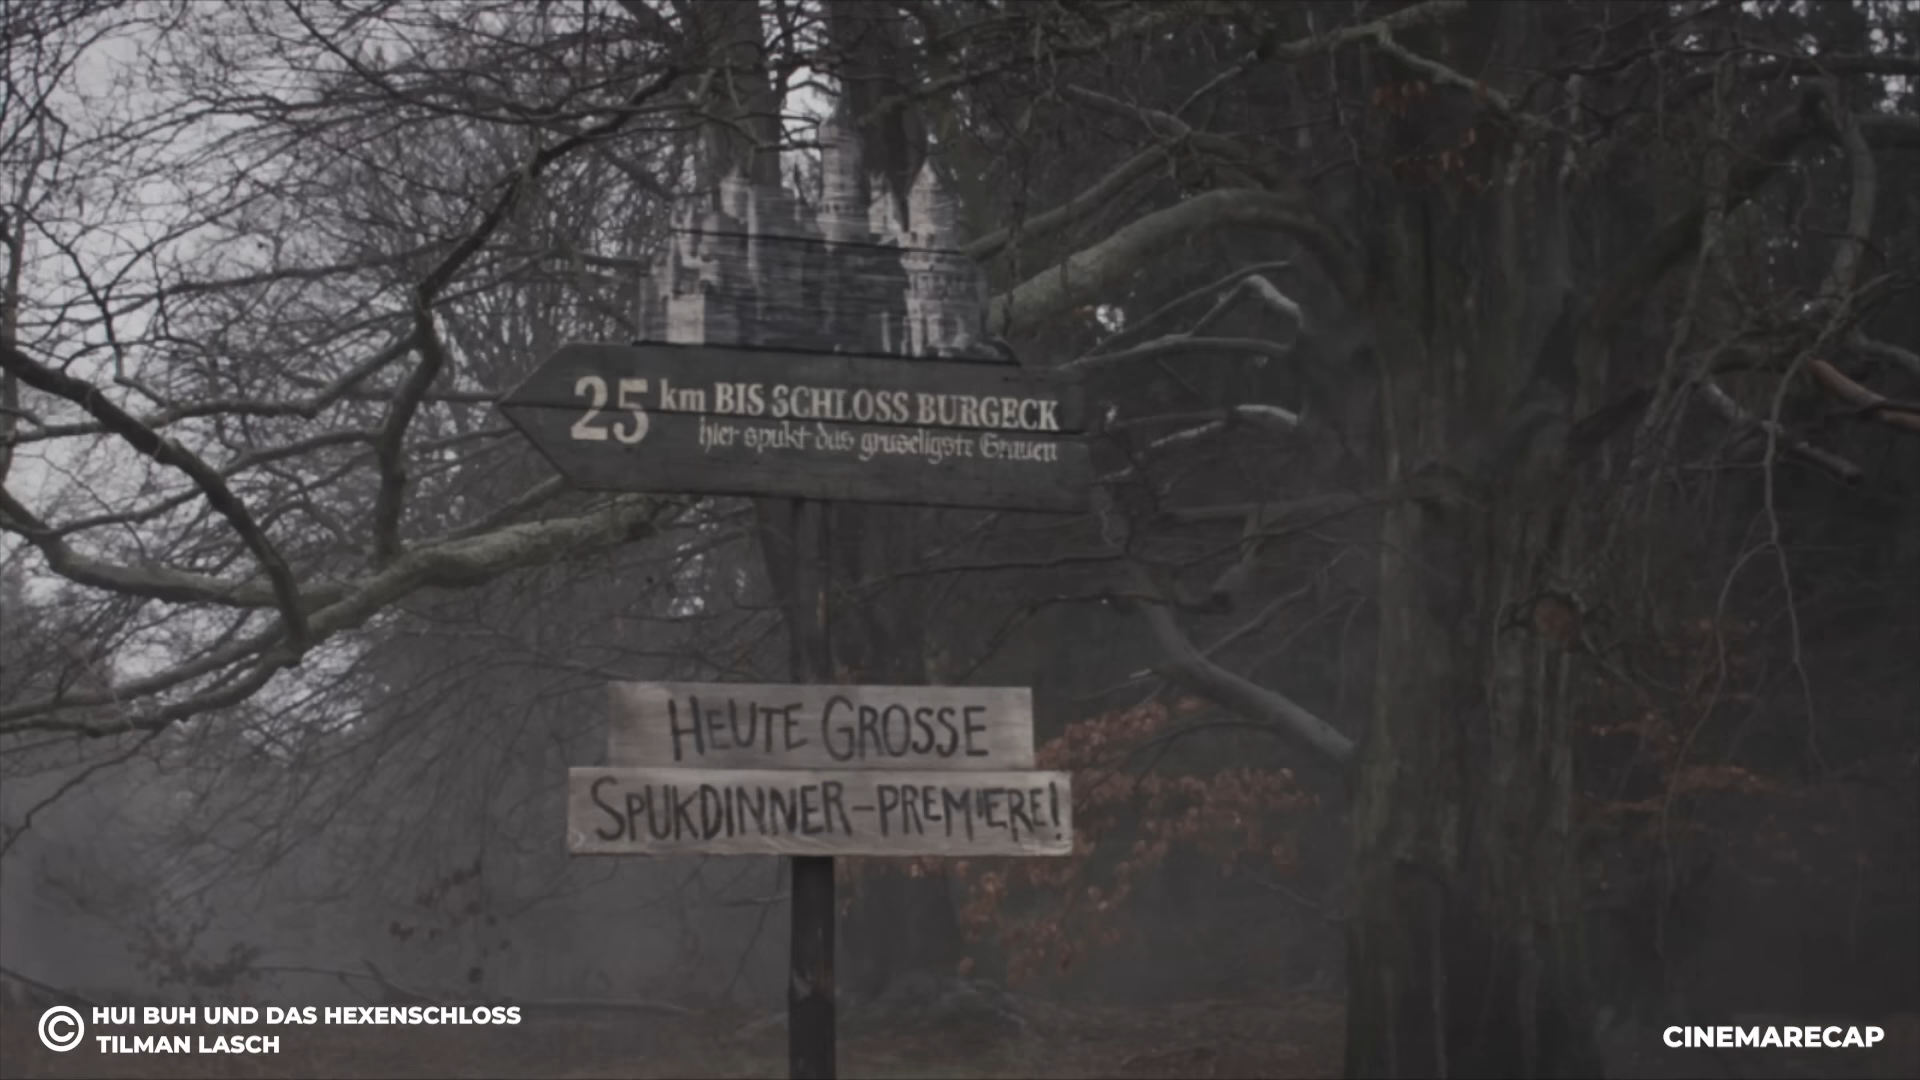 25 km BIS SCHLOSS BURGECK
hier spukt das gruseligste Grauen
HEUTE GROSSE
SPUKDINNER-PREMIERE!
© HUI BUH UND DAS HEXENSCHLOSS
TILMAN LASCH
CINEMARECAP